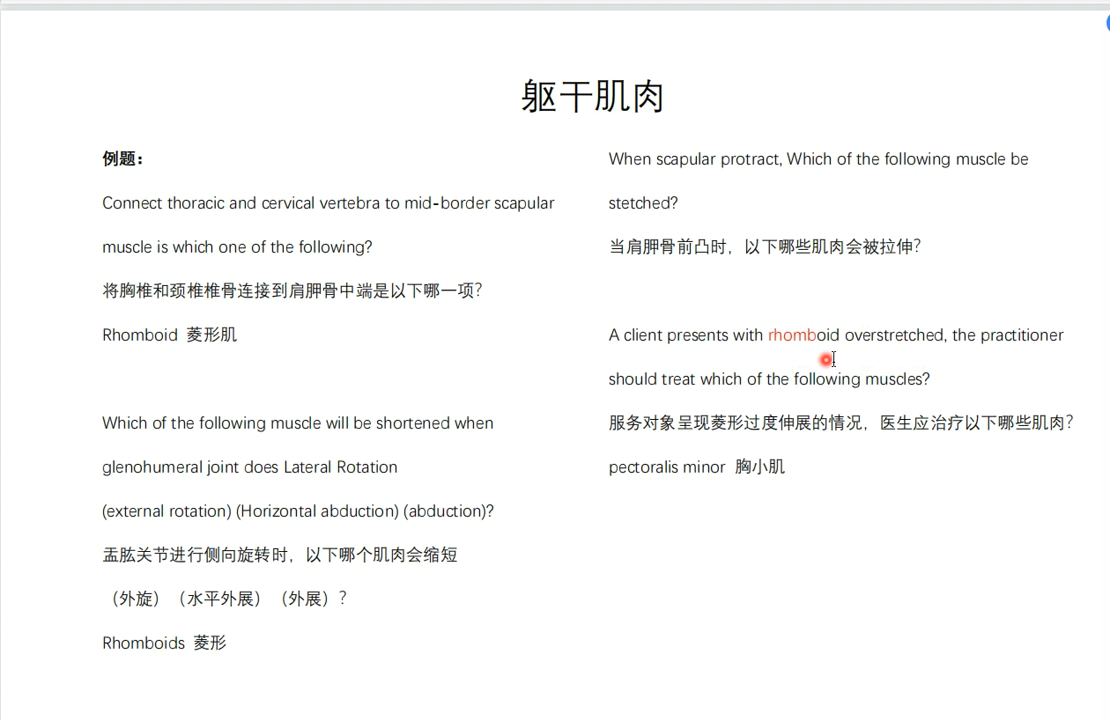 躯干肌肉
例题：
Connect thoracic and cervical vertebra to mid-border scapular
muscle is which one of the following?
将胸椎和颈椎椎骨连接到肩胛骨中端是以下哪一项？
Rhomboid 菱形肌
Which of the following muscle will be shortened when
glenohumeral joint does Lateral Rotation
(external rotation) (Horizontal abduction) (abduction)?
盂肱关节进行侧向旋转时，以下哪个肌肉会缩短
（外旋）（水平外展）（外展）？
Rhomboids 菱形
When scapular protract, Which of the following muscle be
stetched?
当肩胛骨前凸时，以下哪些肌肉会被拉伸？
A client presents with rhomboid overstretched, the practitioner
should treat which of the following muscles?
服务对象呈现菱形过度伸展的情况，医生应治疗以下哪些肌肉？
pectoralis minor 胸小肌